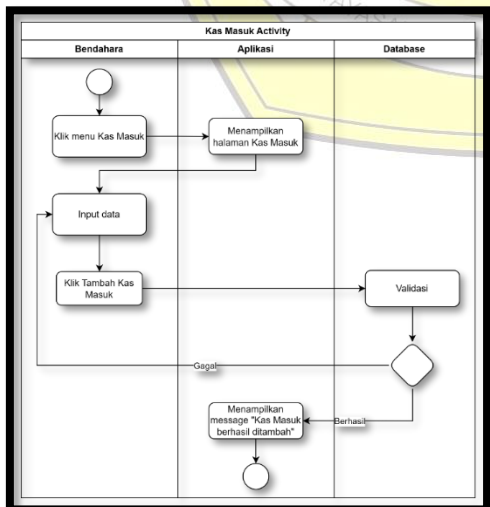 Kas Masuk Activity
Bendahara
Aplikasi
Database
Klik menu Kas Masuk
Menampilkan
halaman Kas Masuk
Input data
Klik Tambah Kas
Masuk
Validasi
Gagal
Menampilkan
message "Kas Masuk
berhasil ditambah"
Berhasil